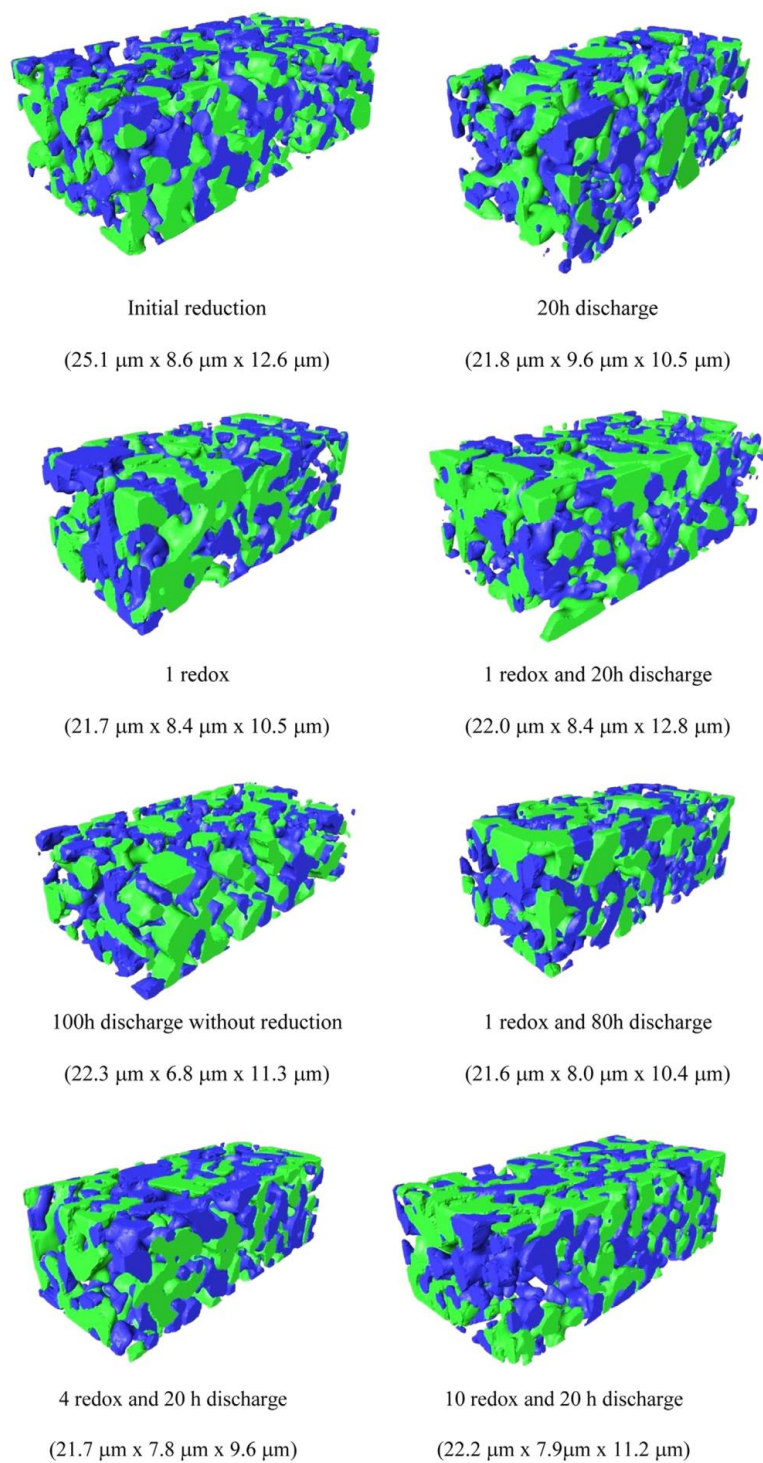 Initial reduction
20h discharge
(25.1 μm x 8.6 μm x 12.6 μm)
(21.8 μm x 9.6 μm x 10.5 μm)
1 redox
1 redox and 20h discharge
(21.7 μm x 8.4 μm x 10.5 μm)
(22.0 μm x 8.4 μm x 12.8 μm)
100h discharge without reduction
1 redox and 80h discharge
(22.3 μm x 6.8 μm x 11.3 μm)
(21.6 μm x 8.0 μm x 10.4 μm)
4 redox and 20 h discharge
10 redox and 20 h discharge
(21.7 μm x 7.8 μm x 9.6 μm)
(22.2 μm x 7.9μm x 11.2 μm)